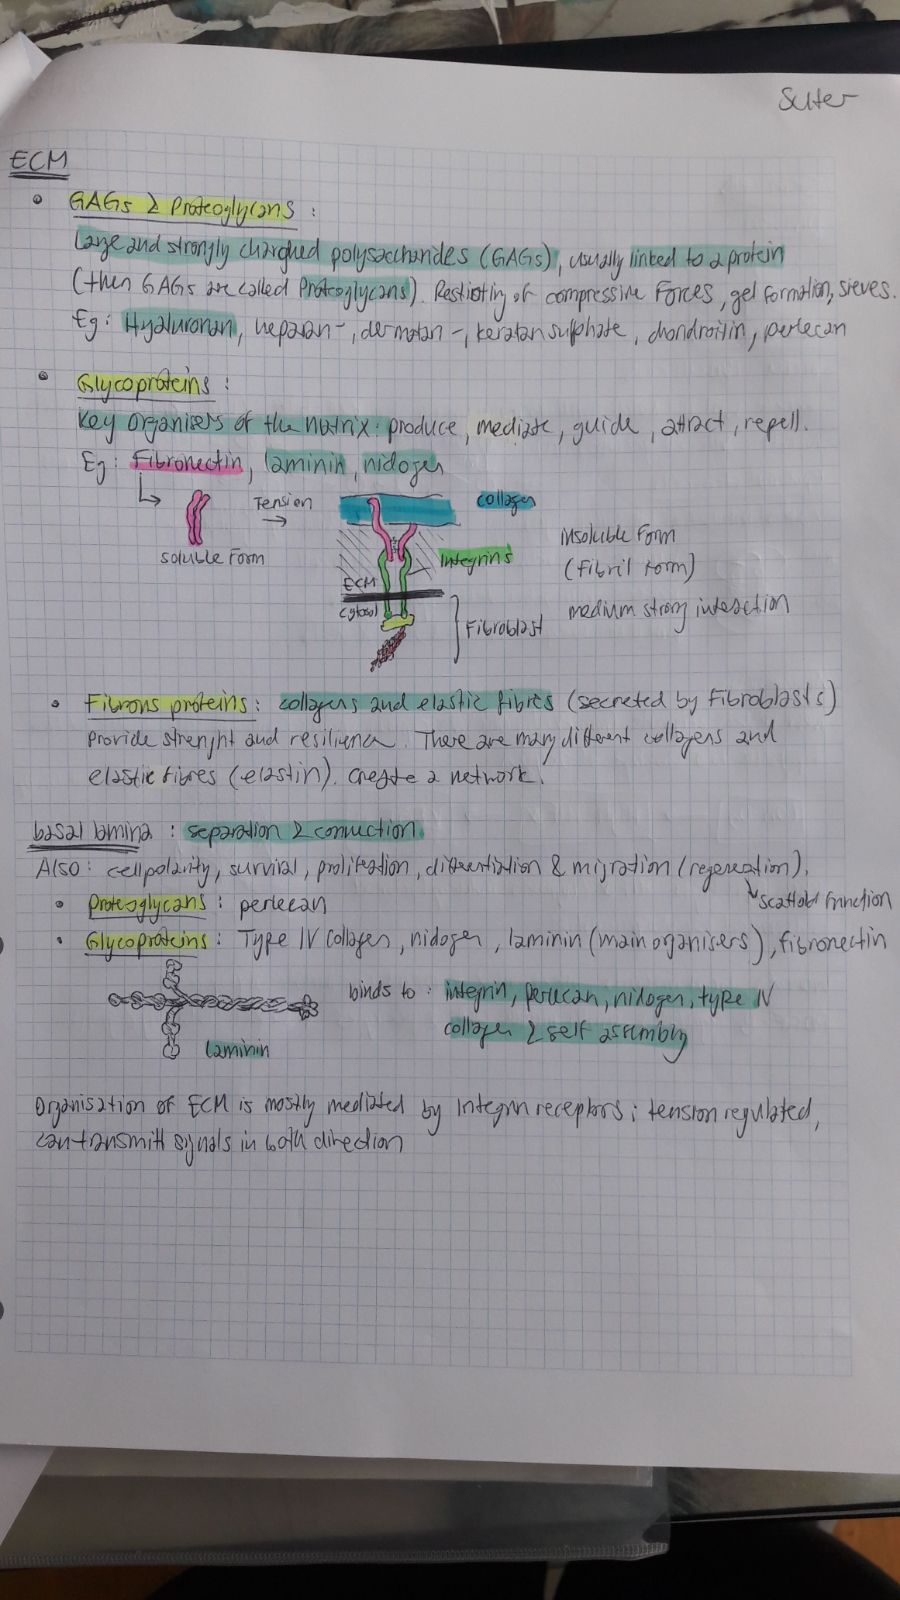 Suter
ECM
• GAGs & Proteoglycans :
Large and strongly charghed polysaccharides (GAGs), usually linked to a protein
(then GAGs are called Proteoglycans). of compressive Forces, gel formation, sieves.
Eg: Hyaluronan, heparan-, dermatan-, keratan sulphate, chondroitin, perlecan
• Glycoproteins :
Key organisers of the matrix: produce, mediate, guide, attract, repell.
Eg: Fibronectin, laminin, nidogen
Tension →
collagen
soluble Form
Integrins
insoluble Form
(fibril form)
ECM
Cytosol
Fibroblast
medium strong interaction
• Fibrous proteins: collagens and elastic fibres (secreted by Fibroblasts)
Provide strenght and resilience. There are many different collagens and
elastic fibres (elastin). create a network.
basal lamina : separation & connection.
Also: cell polarity, survival, proliferation, differentiation & migration (regeneration).
↳ scaffold Function
• Proteoglycans : perlecan
• Glycoproteins : Type IV Collagen, nidogen, laminin (main organisers), fibronectin
binds to : integrin, perlecan, nidogen, type IV
collagen & self assembly
laminin
Organisation of ECM is mostly mediated by Integrin receptors: tension regulated,
can transmitt signals in both direction